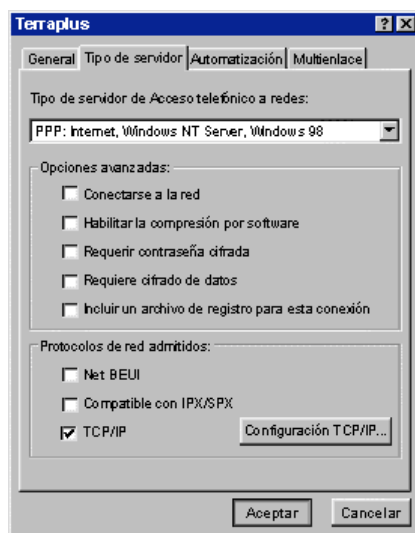 Terraplus
General Tipo de servidor Automatización Multienlace
Tipo de servidor de Acceso telefónico a redes:
PPP: Internet, Windows NT Server, Windows 98
Opciones avanzadas:
Conectarse a la red
Habilitar la compresión por software
Requerir contraseña cifrada
Requiere cifrado de datos
Incluir un archivo de registro para esta conexión
Protocolos de red admitidos:
Net BEUI
Compatible con IPX/SPX
TCP/IP Configuración TCP/IP...
Aceptar Cancelar